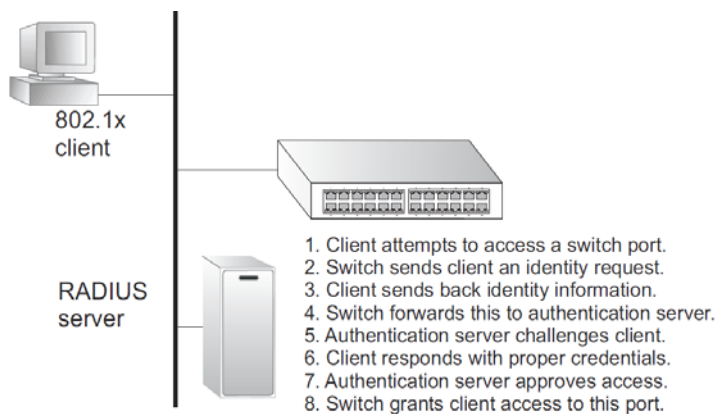 802.1x
client
RADIUS
server
1. Client attempts to access a switch port.
2. Switch sends client an identity request.
3. Client sends back identity information.
4. Switch forwards this to authentication server.
5. Authentication server challenges client.
6. Client responds with proper credentials.
7. Authentication server approves access.
8. Switch grants client access to this port.